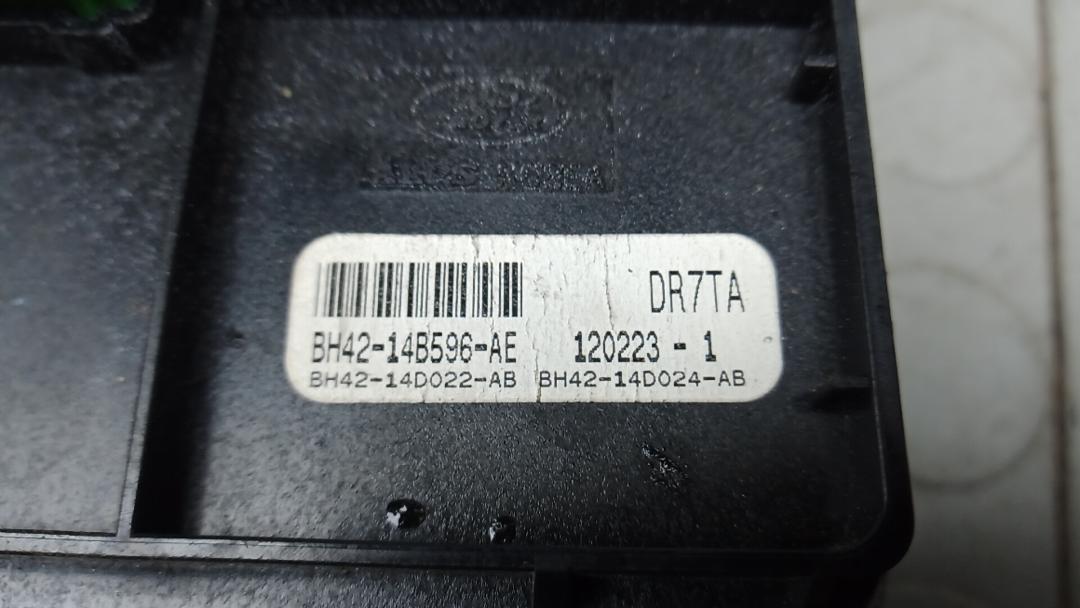 DR7TA
BH42-14B596-AE 120223 - 1
BH42-14D022-AB BH42-14D024-AB